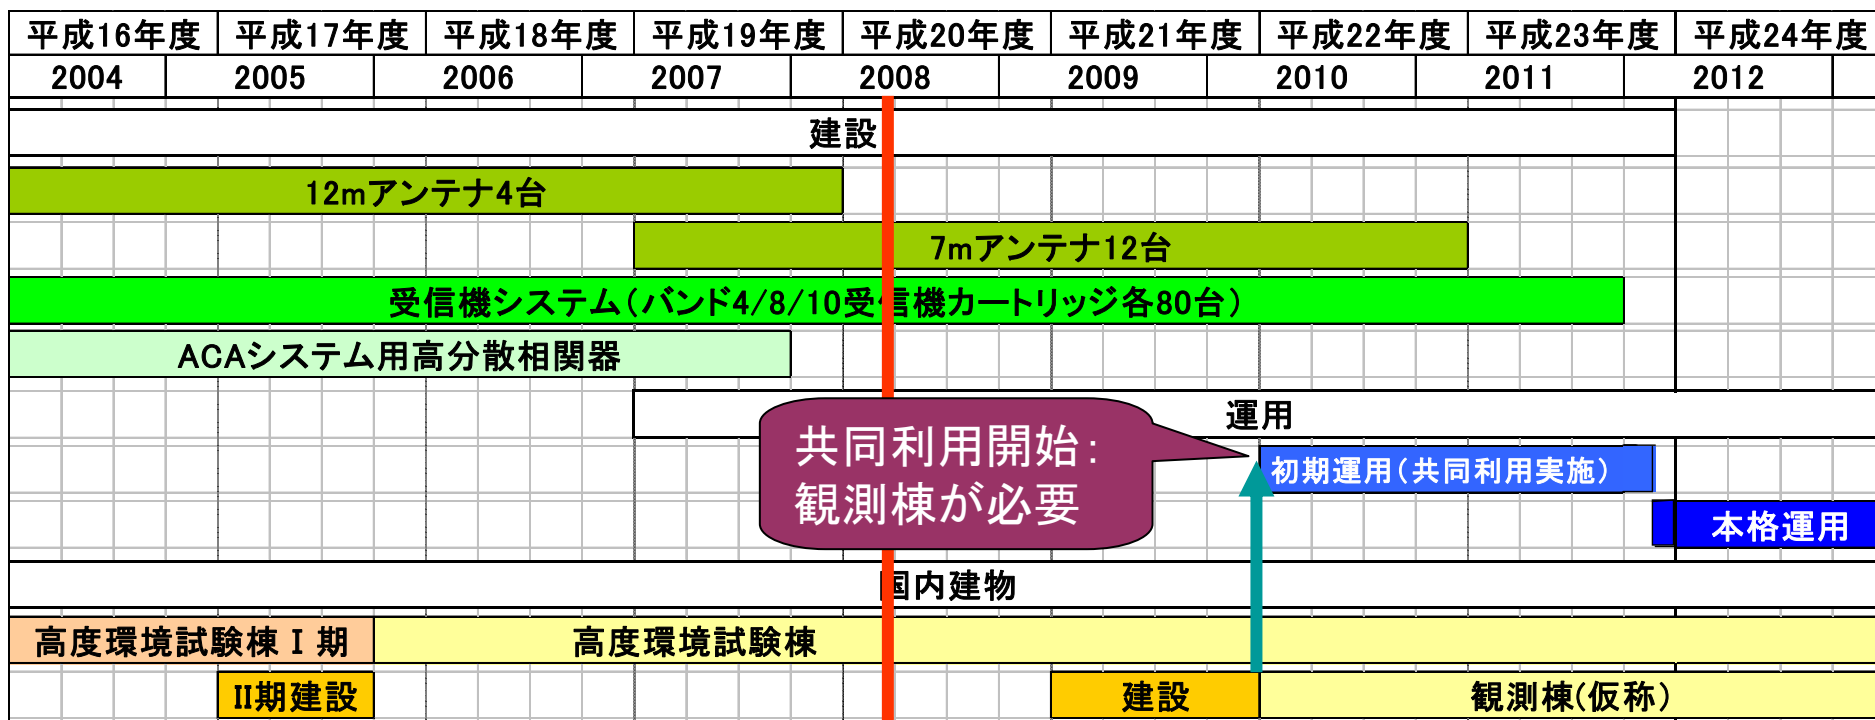 平成16年度 平成17年度 平成18年度 平成19年度 平成20年度 平成21年度 平成22年度 平成23年度 平成24年度
2004 2005 2006 2007 2008 2009 2010 2011 2012
建設
12mアンテナ4台
7mアンテナ12台
受信機システム(バンド4/8/10受信機カートリッジ各80台)
ACAシステム用高分散相関器
運用
共同利用開始:
観測棟が必要
初期運用(共同利用実施)
本格運用
国内建物
高度環境試験棟Ⅰ期 高度環境試験棟
II期建設 建設 観測棟(仮称)